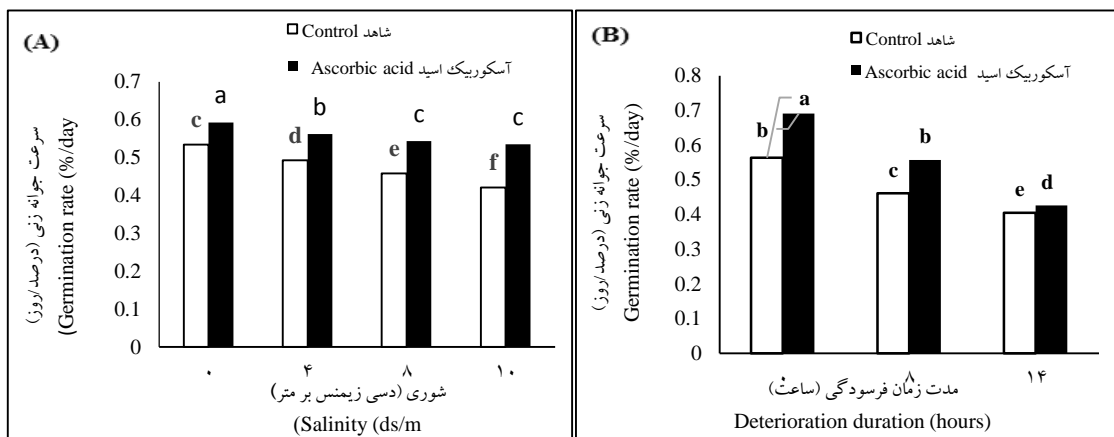 (A)
Control شاهد
Ascorbic acid آسکوربیک اسید
سرعت جوانه زنی (درصد/روز)
(Germination rate (%/day
0.7
0.6
0.5
0.4
0.3
0.2
0.1
0
c a
d b
e c
f c
۰ ۴ ۸ ۱۰
شوری (دسی زیمنس بر متر)
(Salinity (ds/m
(B)
Control شاهد
Ascorbic acid آسکوربیک اسید
سرعت جوانه زنی (درصد/روز)
Germination rate (%/day)
0.8
0.7
0.6
0.5
0.4
0.3
0.2
0.1
0
b a
c b
e d
۰ ۸ ۱۴
مدت زمان فرسودگی (ساعت)
Deterioration duration (hours)